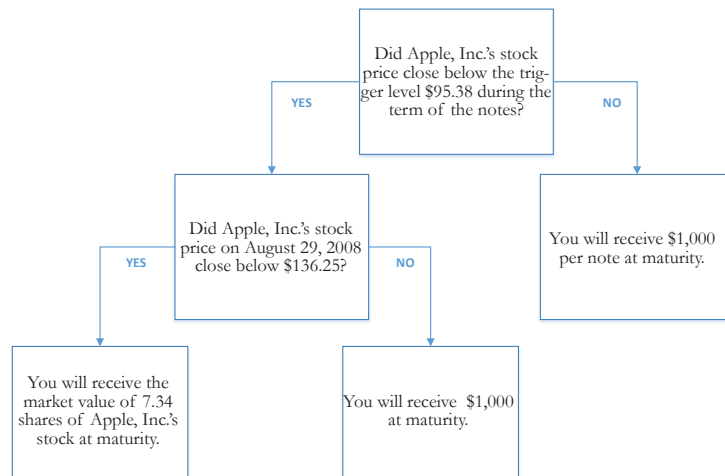 Did Apple, Inc.'s stock
price close below the trig-
ger level $95.38 during the
term of the notes?
YES
NO
Did Apple, Inc.'s stock
price on August 29, 2008
close below $136.25?
You will receive $1,000
per note at maturity.
YES
NO
You will receive the
market value of 7.34
shares of Apple, Inc.'s
stock at maturity.
You will receive $1,000
at maturity.